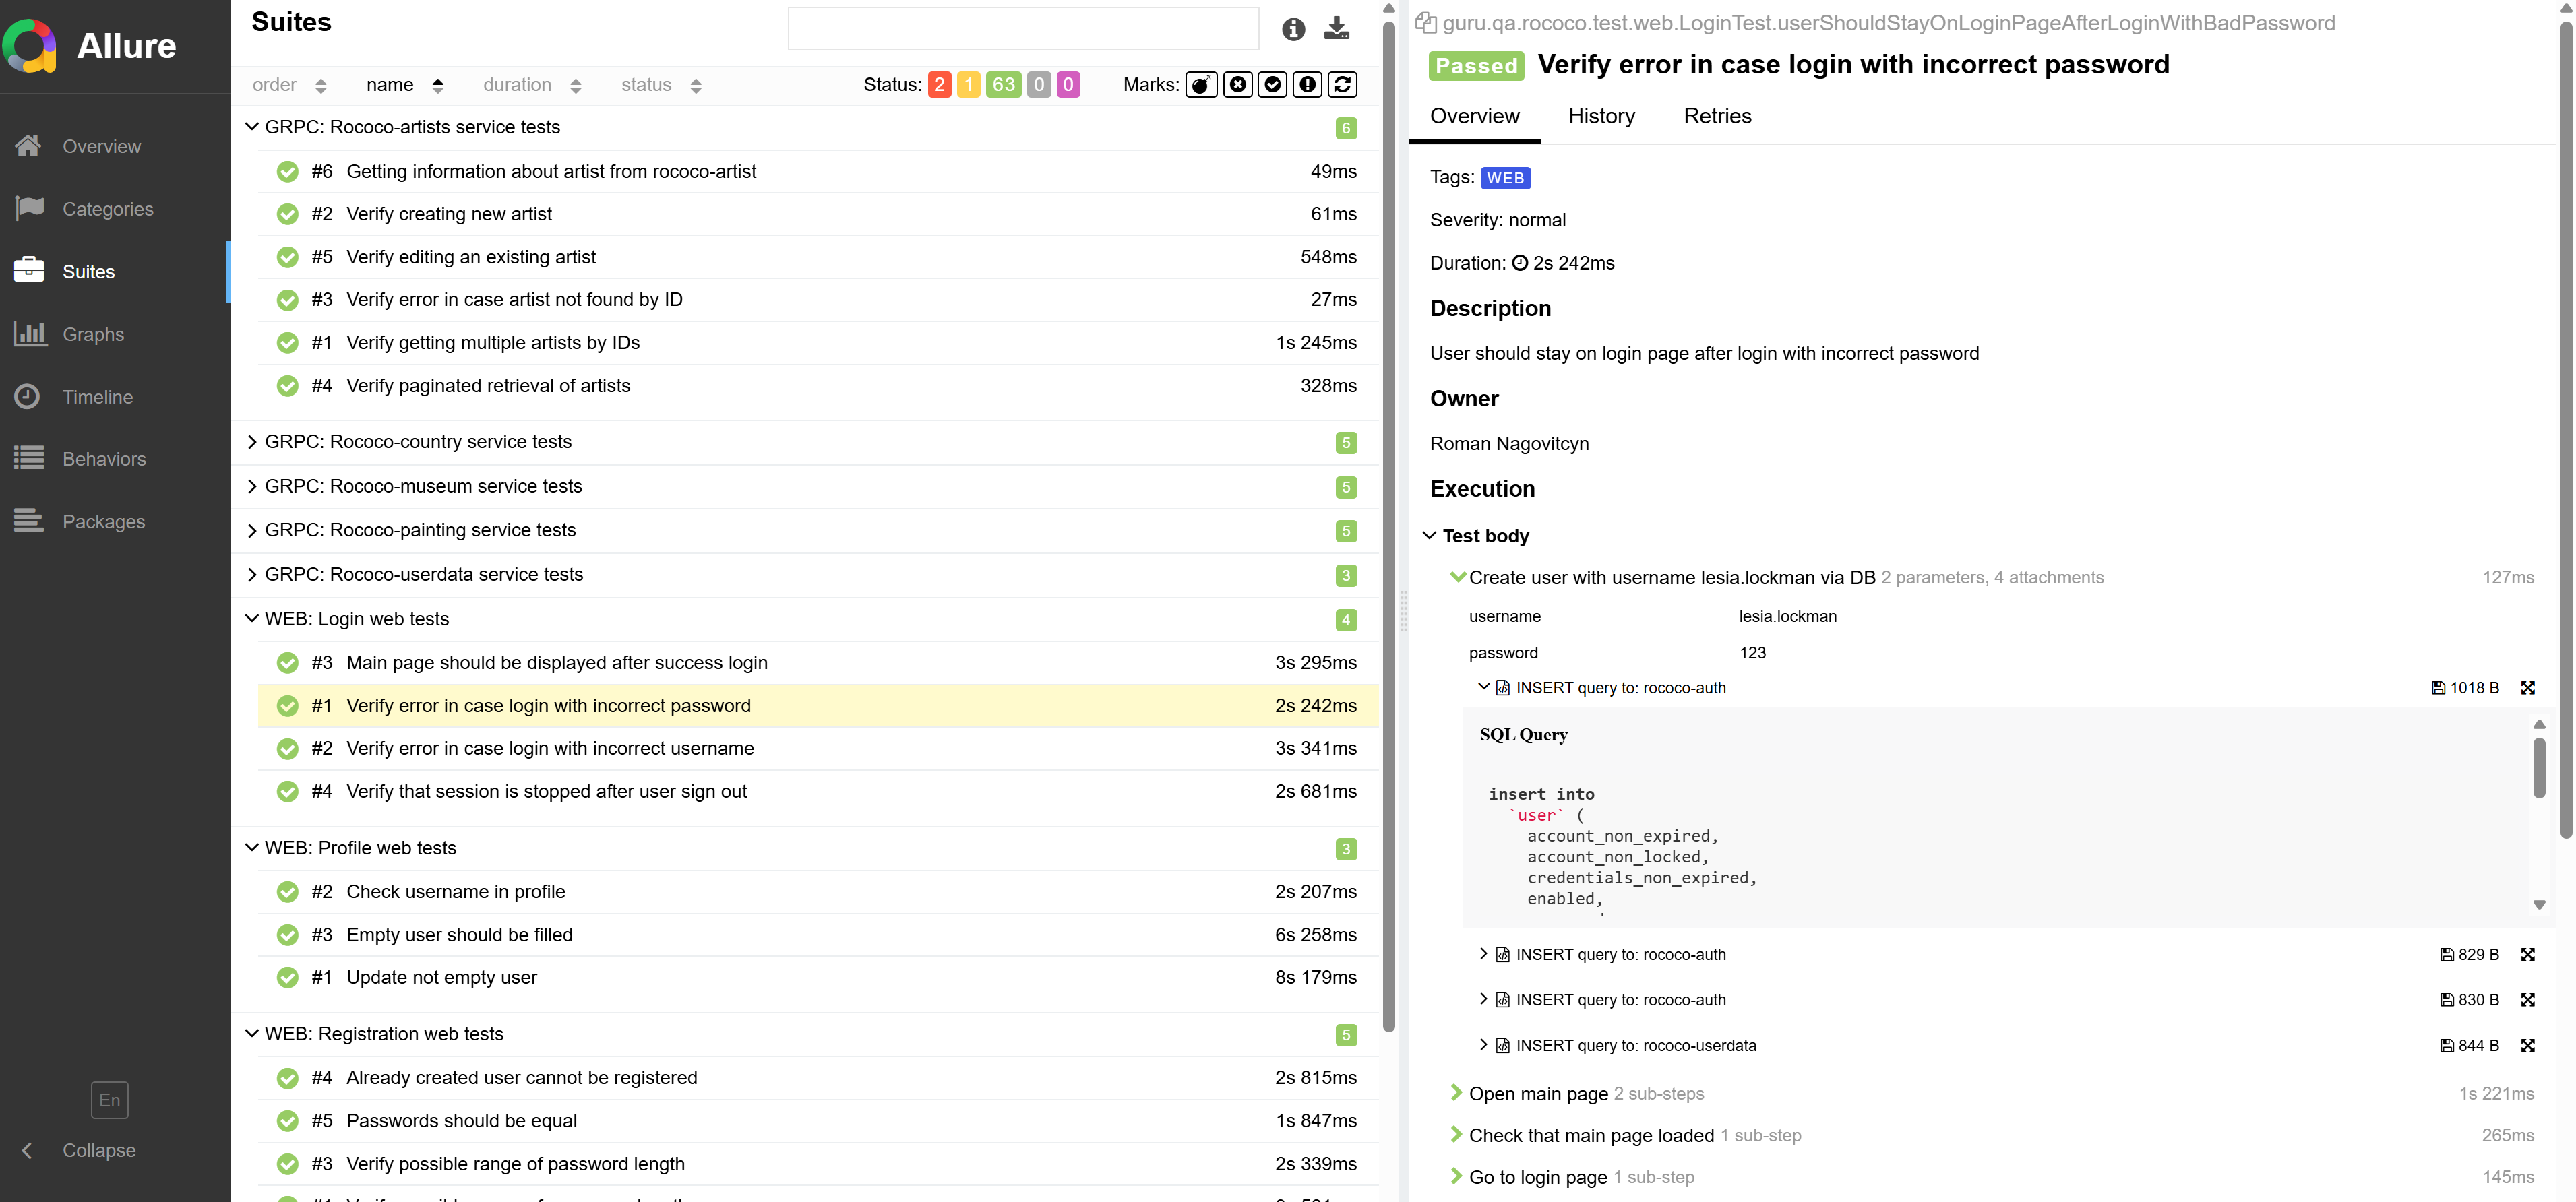 Allure
Overview
Categories
Suites
Graphs
Timeline
Behaviors
Packages
En
Collapse
Suites
order name duration status Status: 2 1 63 0 0 Marks:
GRPC: Rococo-artists service tests 6
#6 Getting information about artist from rococo-artist 49ms
#2 Verify creating new artist 61ms
#5 Verify editing an existing artist 548ms
#3 Verify error in case artist not found by ID 27ms
#1 Verify getting multiple artists by IDs 1s 245ms
#4 Verify paginated retrieval of artists 328ms
GRPC: Rococo-country service tests 5
GRPC: Rococo-museum service tests 5
GRPC: Rococo-painting service tests 5
GRPC: Rococo-userdata service tests 3
WEB: Login web tests 4
#3 Main page should be displayed after success login 3s 295ms
#1 Verify error in case login with incorrect password 2s 242ms
#2 Verify error in case login with incorrect username 3s 341ms
#4 Verify that session is stopped after user sign out 2s 681ms
WEB: Profile web tests 3
#2 Check username in profile 2s 207ms
#3 Empty user should be filled 6s 258ms
#1 Update not empty user 8s 179ms
WEB: Registration web tests 5
#4 Already created user cannot be registered 2s 815ms
#5 Passwords should be equal 1s 847ms
#3 Verify possible range of password length 2s 339ms
guru.qa.rococo.test.web.LoginTest.userShouldStayOnLoginPageAfterLoginWithBadPassword
Passed Verify error in case login with incorrect password
Overview History Retries
Tags: WEB
Severity: normal
Duration: 2s 242ms
Description
User should stay on login page after login with incorrect password
Owner
Roman Nagovitcyn
Execution
Test body
Create user with username lesia.lockman via DB 2 parameters, 4 attachments 127ms
username lesia.lockman
password 123
INSERT query to: rococo-auth 1018 B
SQL Query
insert into
`user` (
account_non_expired,
account_non_locked,
credentials_non_expired,
enabled,
INSERT query to: rococo-auth 829 B
INSERT query to: rococo-auth 830 B
INSERT query to: rococo-userdata 844 B
Open main page 2 sub-steps 1s 221ms
Check that main page loaded 1 sub-step 265ms
Go to login page 1 sub-step 145ms